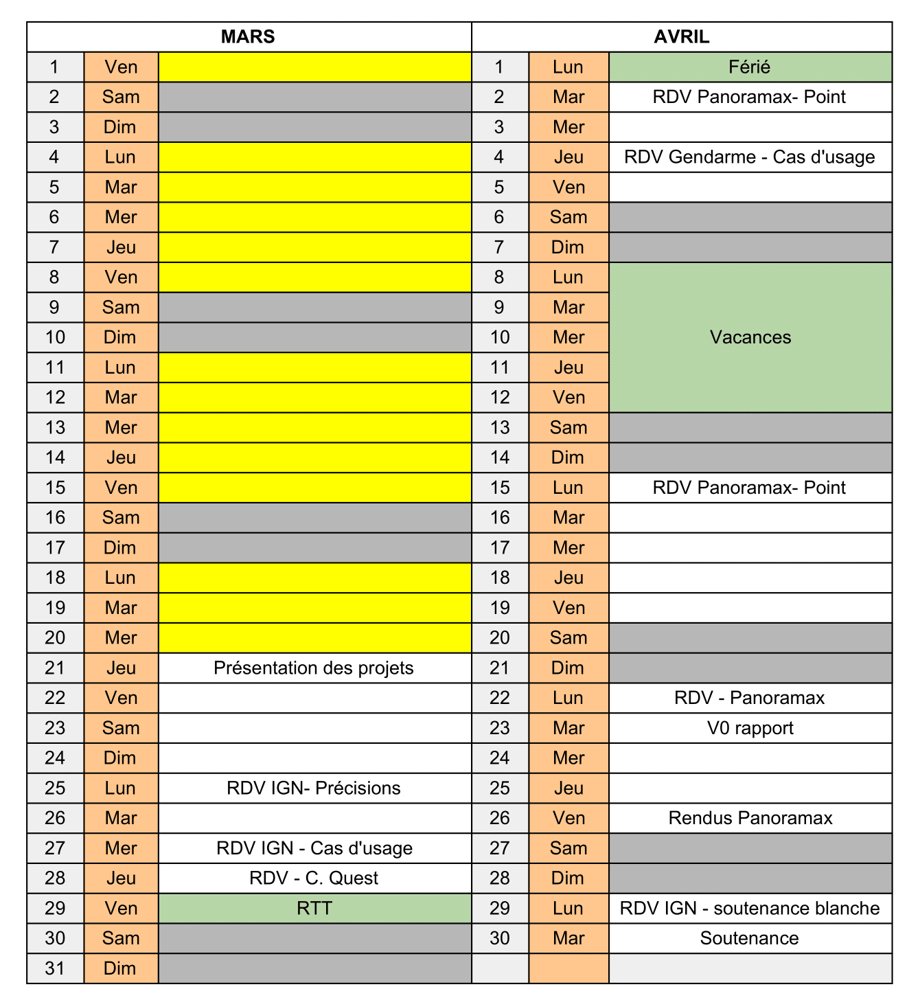 MARS AVRIL
1 Ven 1 Lun Férié
2 Sam 2 Mar RDV Panoramax- Point
3 Dim 3 Mer
4 Lun 4 Jeu RDV Gendarme - Cas d'usage
5 Mar 5 Ven
6 Mer 6 Sam
7 Jeu 7 Dim
8 Ven 8 Lun
9 Sam 9 Mar
10 Dim 10 Mer Vacances
11 Lun 11 Jeu
12 Mar 12 Ven
13 Mer 13 Sam
14 Jeu 14 Dim
15 Ven 15 Lun RDV Panoramax- Point
16 Sam 16 Mar
17 Dim 17 Mer
18 Lun 18 Jeu
19 Mar 19 Ven
20 Mer 20 Sam
21 Jeu Présentation des projets 21 Dim
22 Ven 22 Lun RDV - Panoramax
23 Sam 23 Mar V0 rapport
24 Dim 24 Mer
25 Lun RDV IGN- Précisions 25 Jeu
26 Mar 26 Ven Rendus Panoramax
27 Mer RDV IGN - Cas d'usage 27 Sam
28 Jeu RDV - C. Quest 28 Dim
29 Ven RTT 29 Lun RDV IGN - soutenance blanche
30 Sam 30 Mar Soutenance
31 Dim